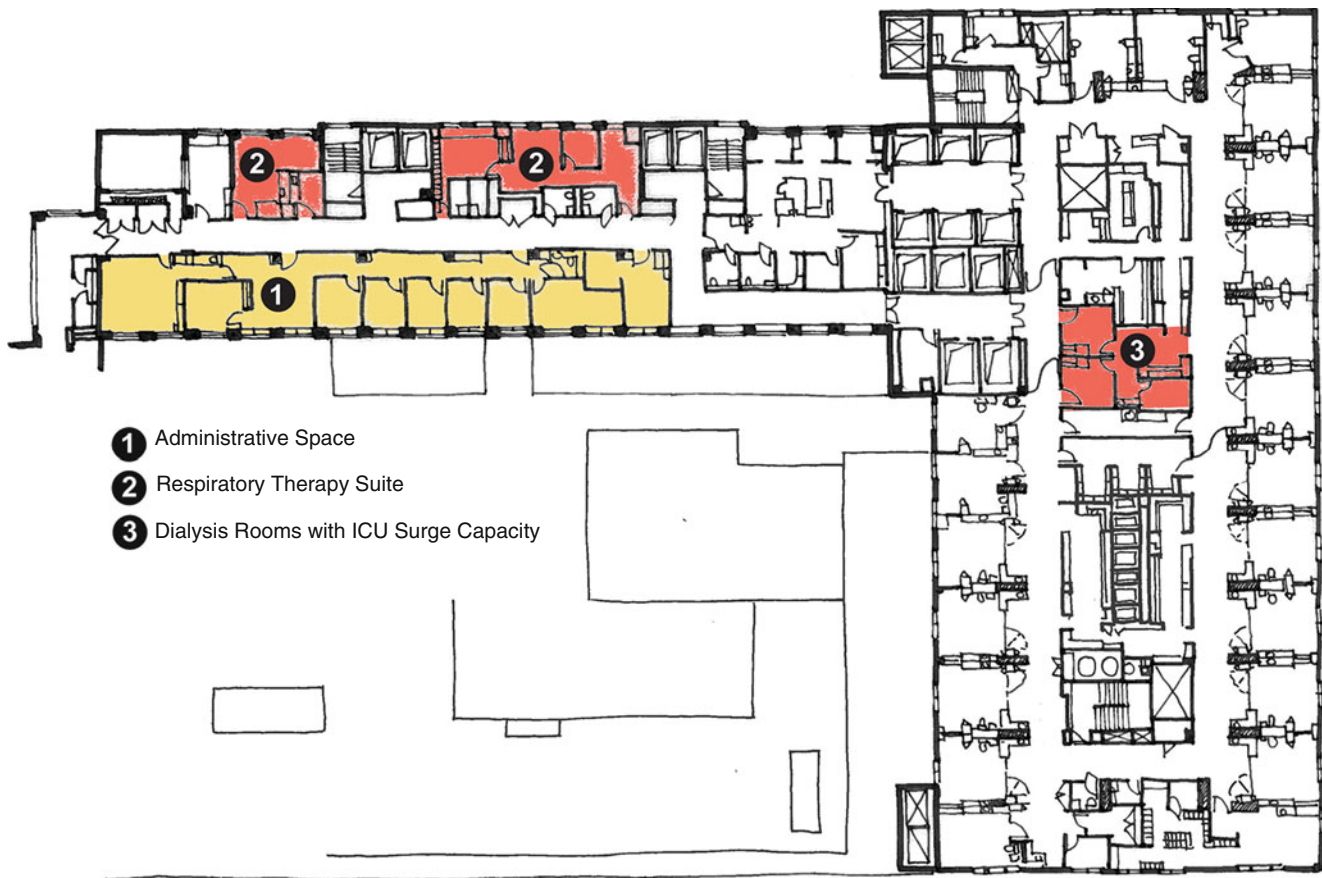 2
2
1
3
1 Administrative Space
2 Respiratory Therapy Suite
3 Dialysis Rooms with ICU Surge Capacity